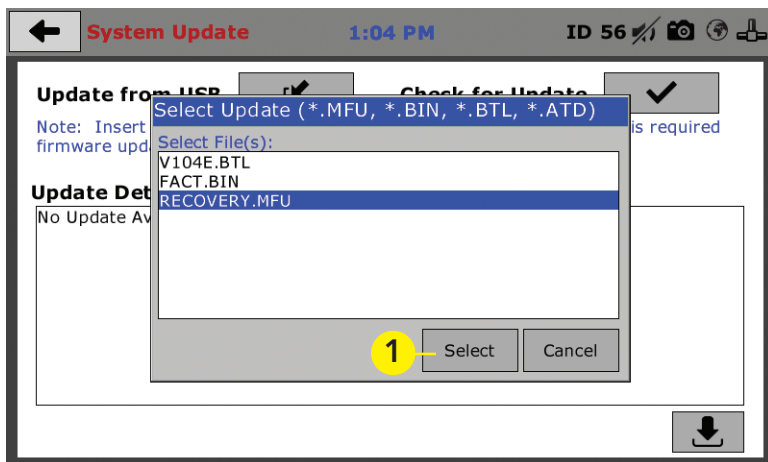 System Update 1:04 PM ID 56
Update from USB Check for Update
Select Update (*.MFU, *.BIN, *.BTL, *.ATD)
Note: Insert is required
firmware upd
Select File(s):
V104E.BTL
FACT.BIN
RECOVERY.MFU
Update Det
No Update Av
1 Select Cancel